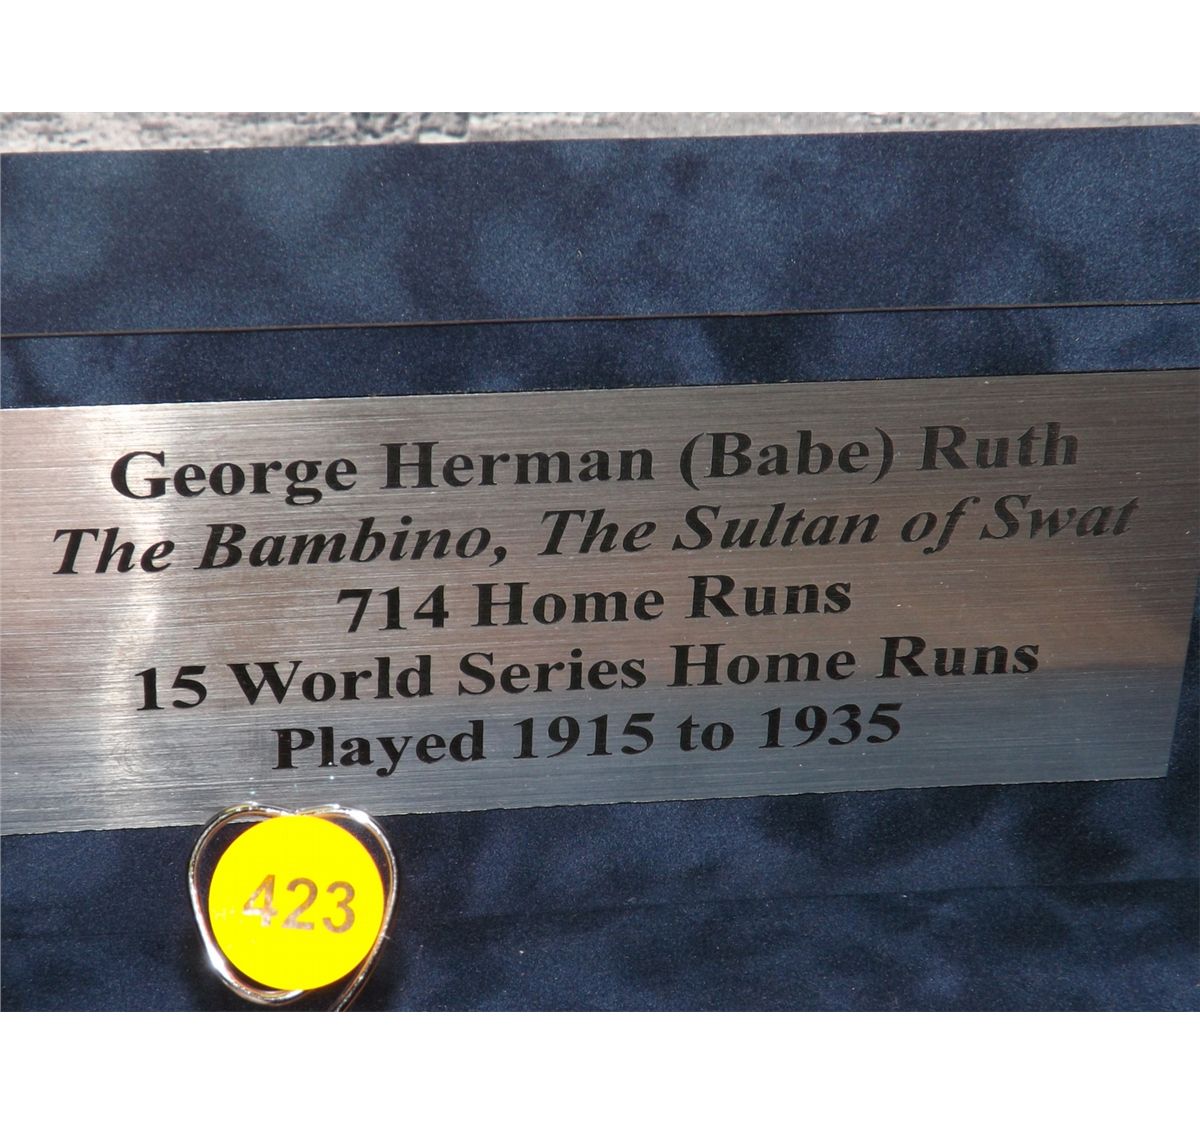 George Herman (Babe) Ruth
The Bambino, The Sultan of Swat
714 Home Runs
15 World Series Home Runs
Played 1915 to 1935
423